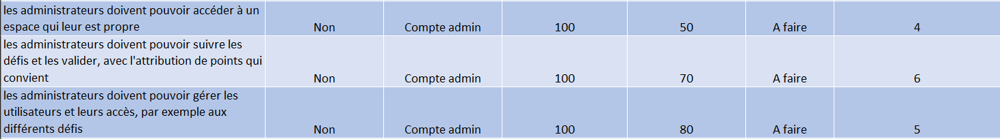 les administrateurs doivent pouvoir accéder à un
espace qui leur est propre
Non
Compte admin
100
50
A faire
4
les administrateurs doivent pouvoir suivre les
défis et les valider, avec l'attribution de points qui
convient
Non
Compte admin
100
70
A faire
6
les administrateurs doivent pouvoir gérer les
utilisateurs et leurs accès, par exemple aux
différents défis
Non
Compte admin
100
80
A faire
5